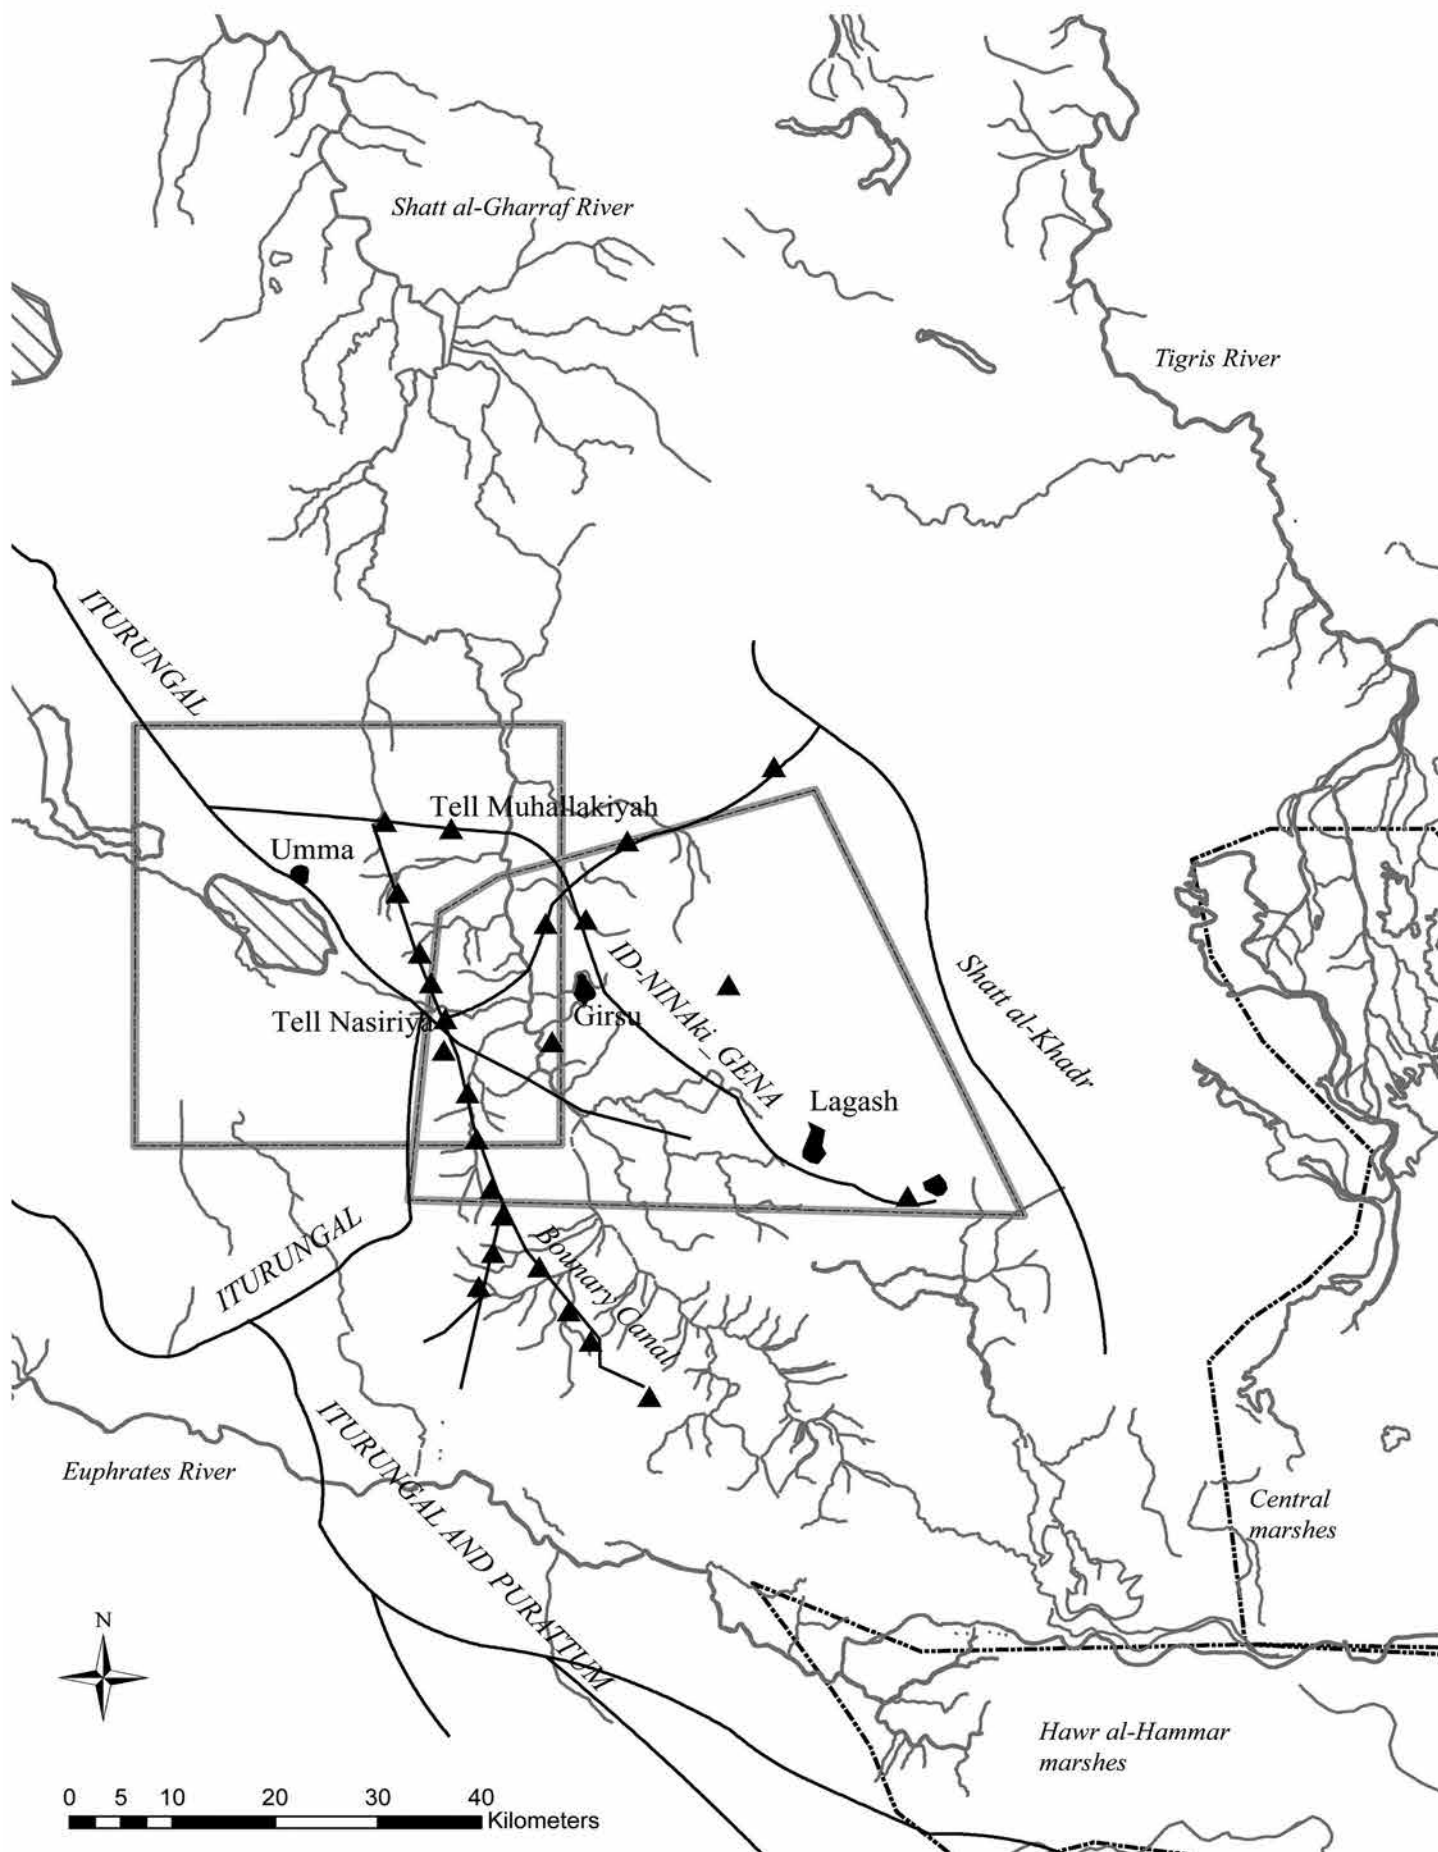 Shatt al-Gharraf River
Tigris River
ITURUNGAL
Tell Muhallakiyah
Umma
ID-NINAki_GENA
Shatt al-Khadr
Tell Nasiriya
Girsu
Lagash
ITURUNGAL
Bounary Canal
ITURUNGAL AND PURATTUM
Euphrates River
Central
marshes
N
Hawr al-Hammar
marshes
0 5 10 20 30 40
Kilometers